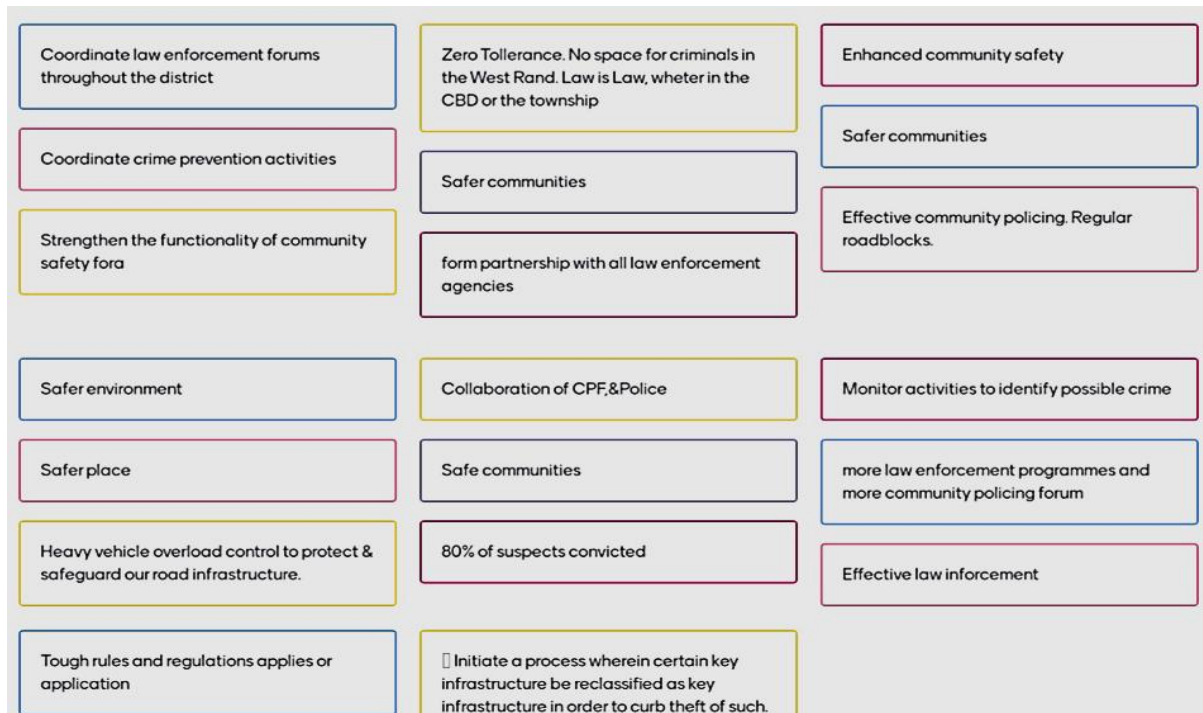 Coordinate law enforcement forums
throughout the district
Coordinate crime prevention activities
Strengthen the functionality of community
safety fora
Zero Tollerance. No space for criminals in
the West Rand. Law is Law, wheter in the
CBD or the township
Safer communities
form partnership with all law enforcement
agencies
Enhanced community safety
Safer communities
Effective community policing. Regular
roadblocks.
Safer environment
Safer place
Heavy vehicle overload control to protect &
safeguard our road infrastructure.
Collaboration of CPF,&Police
Safe communities
80% of suspects convicted
Monitor activities to identify possible crime
more law enforcement programmes and
more community policing forum
Effective law inforcement
Tough rules and regulations applies or
application
Initiate a process wherein certain key
infrastructure be reclassified as key
infrastructure in order to curb theft of such.